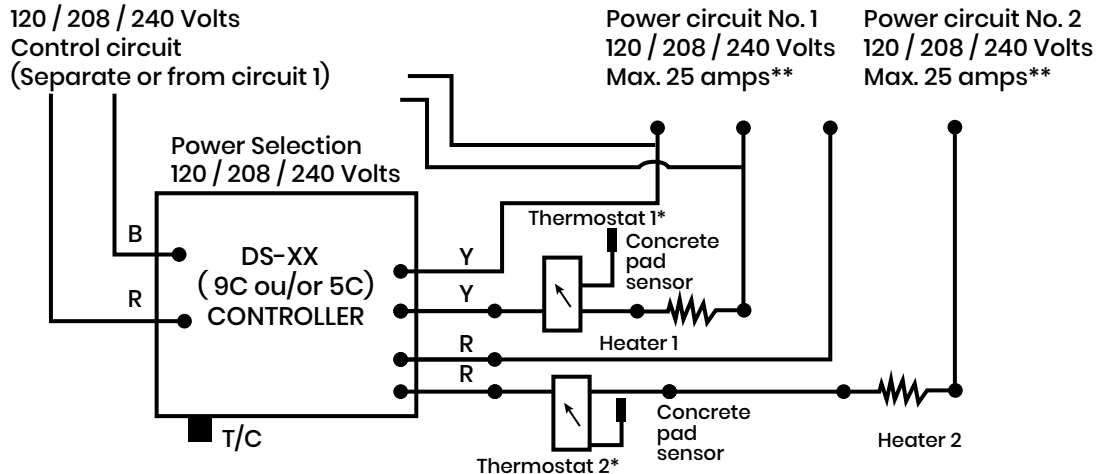 120 / 208 / 240 Volts
Control circuit
(Separate or from circuit 1)
Power circuit No. 1
120 / 208 / 240 Volts
Max. 25 amps**
Power circuit No. 2
120 / 208 / 240 Volts
Max. 25 amps**
Power Selection
120 / 208 / 240 Volts
B
R
DS-XX
( 9C ou/or 5C)
CONTROLLER
T/C
Y
Y
R
R
Thermostat 1*
Concrete
pad
sensor
Heater 1
Thermostat 2*
Concrete
pad
sensor
Heater 2